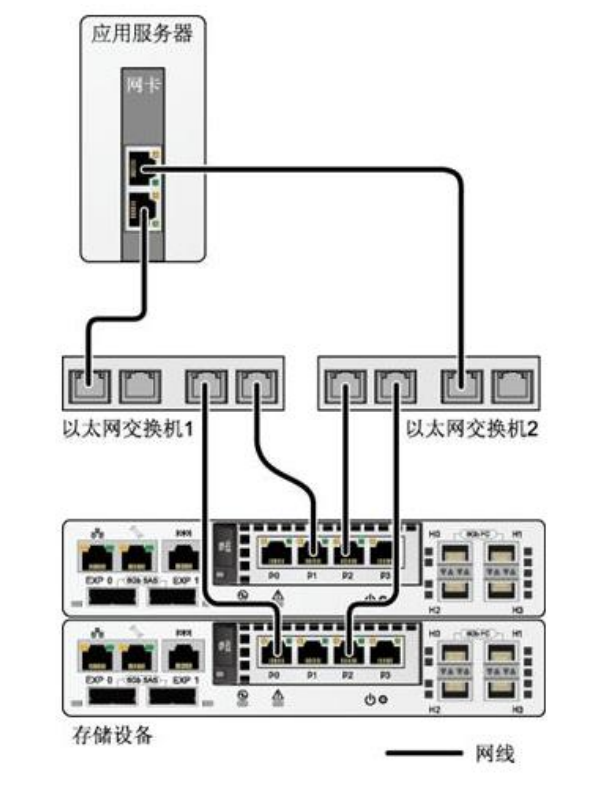 应用服务器
网卡
以太网交换机1
以太网交换机2
P0 P1 P2 P3
H0 8Gb FC H1
EXP 0 6Gb SAS EXP 1
H2 H3
P0 P1 P2 P3
H0 8Gb FC H1
EXP 0 6Gb SAS EXP 1
H2 H3
存储设备
网线